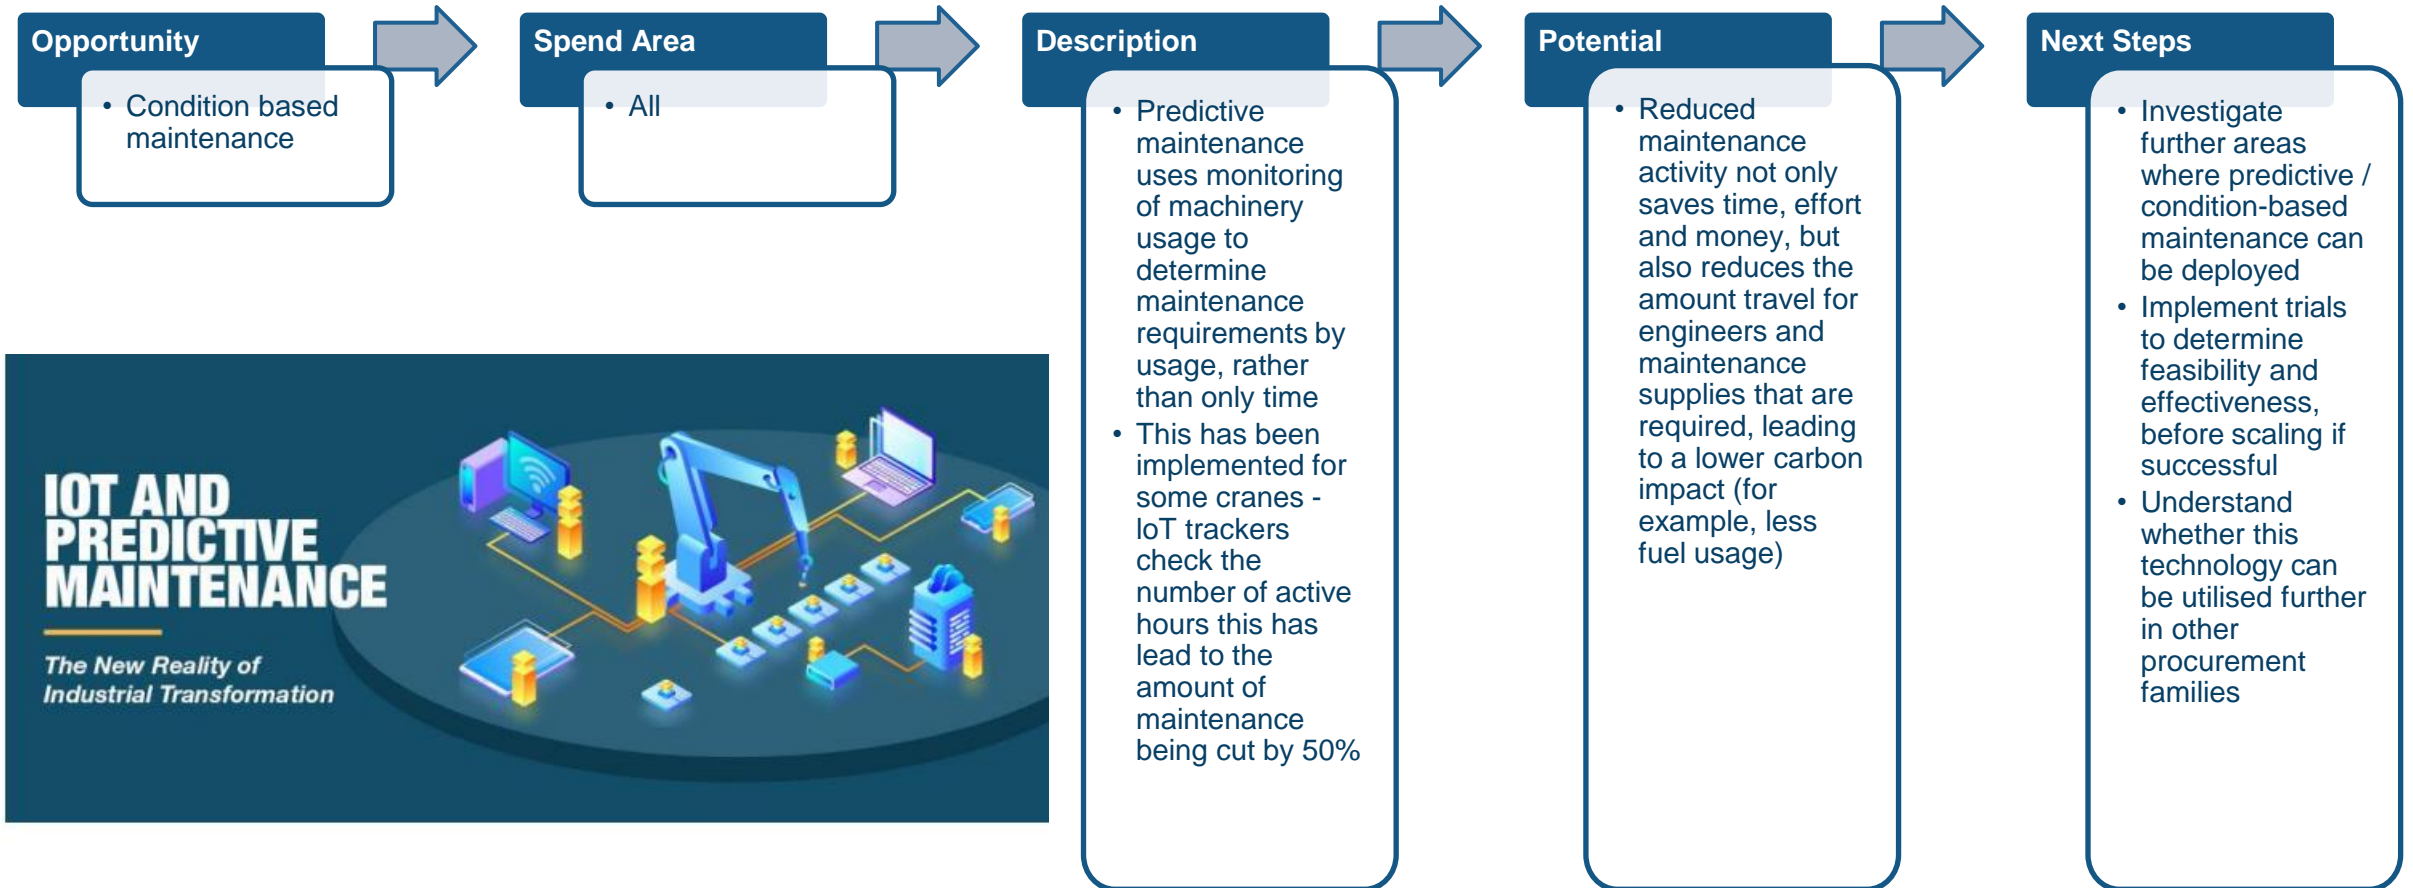 Opportunity
• Condition based
maintenance
Spend Area
• All
Description
• Predictive
maintenance
uses monitoring
of machinery
usage to
determine
maintenance
requirements by
usage, rather
than only time
• This has been
implemented for
some cranes -
IoT trackers
check the
number of active
hours this has
lead to the
amount of
maintenance
being cut by 50%
Potential
• Reduced
maintenance
activity not only
saves time, effort
and money, but
also reduces the
amount travel for
engineers and
maintenance
supplies that are
required, leading
to a lower carbon
impact (for
example, less
fuel usage)
Next Steps
• Investigate
further areas
where predictive /
condition-based
maintenance can
be deployed
• Implement trials
to determine
feasibility and
effectiveness,
before scaling if
successful
• Understand
whether this
technology can
be utilised further
in other
procurement
families
IOT AND
PREDICTIVE
MAINTENANCE
The New Reality of
Industrial Transformation